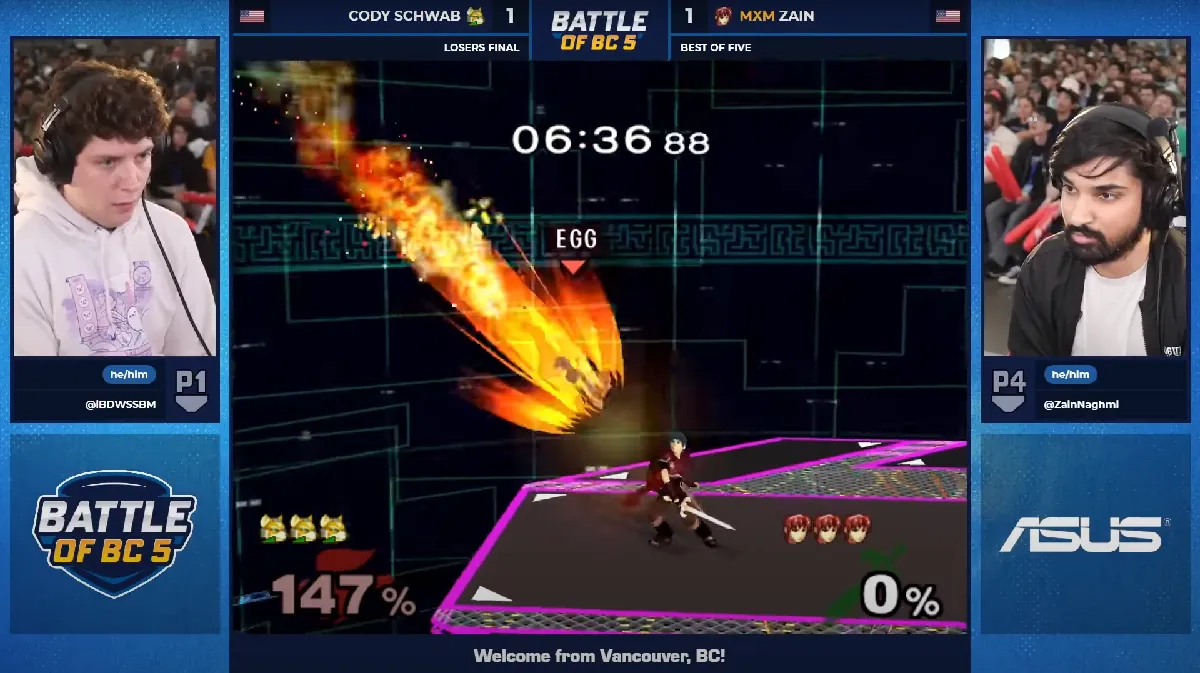 CODY SCHWAB 1
BATTLE
OF BC 5
1 MXM ZAIN
LOSERS FINAL
BEST OF FIVE
06:36 88
EGG
he/him
P1
@iBDWSSBM
P4
he/him
@ZainNaghmi
BATTLE
OF BC 5
ASUS®
147%
0%
Welcome from Vancouver, BC!